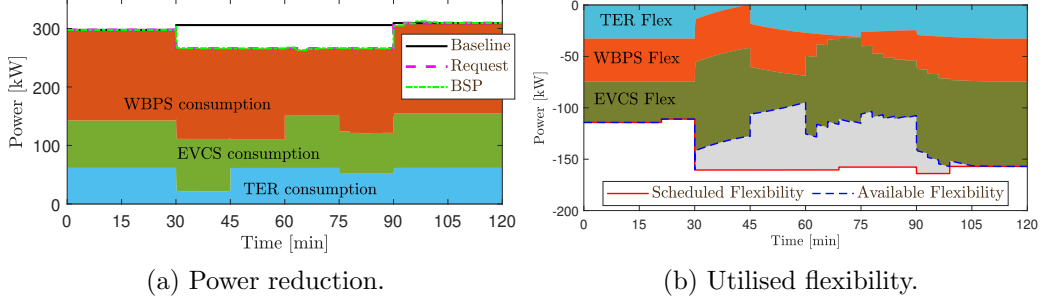 Power [kW]
300
200
100
0
Baseline
Request
BSP
WBPS consumption
EVCS consumption
TER consumption
0 15 30 45 60 75 90 105 120
Time [min]
(a) Power reduction.
Power [kW]
0
-50
-100
-150
-200
TER Flex
WBPS Flex
EVCS Flex
Scheduled Flexibility Available Flexibility
0 15 30 45 60 75 90 105 120
Time [min]
(b) Utilised flexibility.